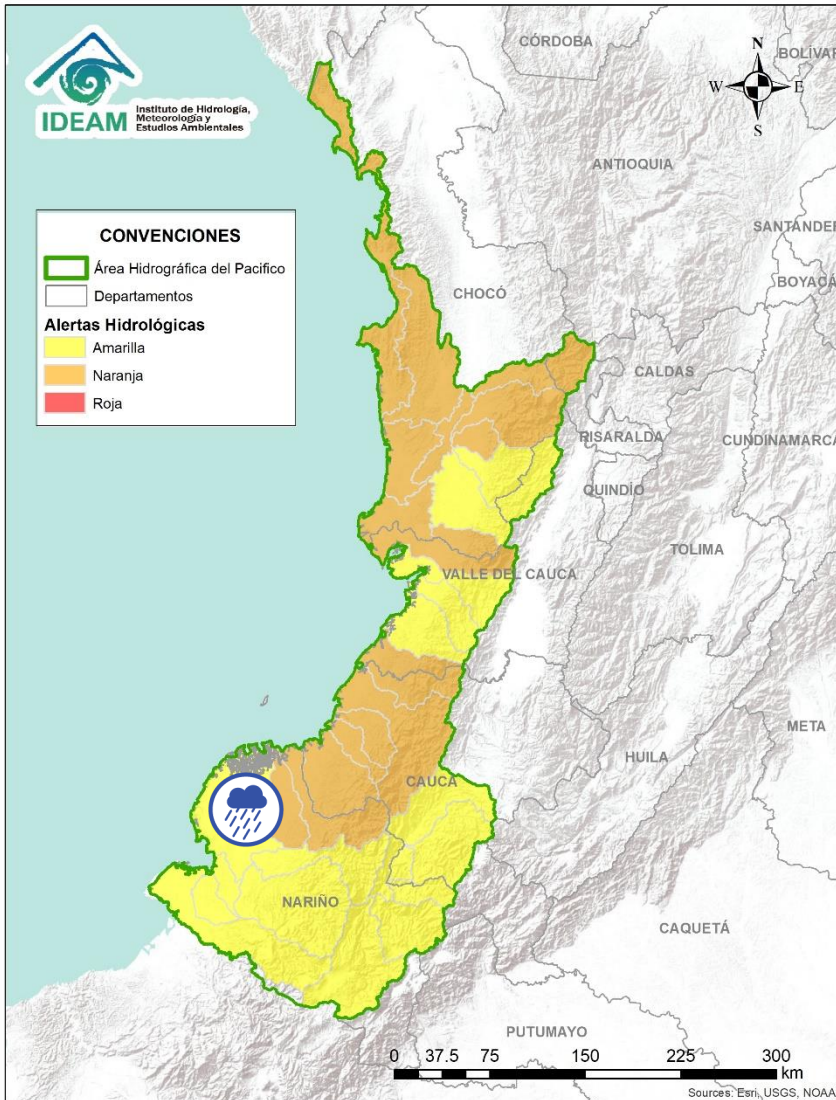 IDEAM
Instituto de Hidrología,
Meteorología y
Estudios Ambientales
CÓRDOBA
BOLÍVAR
N
W
E
S
ANTIOQUIA
SANTANDER
BOYACÁ
CONVENCIONES
Área Hidrográfica del Pacifico
Departamentos
Alertas Hidrológicas
Amarilla
Naranja
Roja
CHOCÓ
CALDAS
RISARALDA
CUNDINAMARCA
QUINDÍO
TOLIMA
VALLE DEL CAUCA
META
HUILA
CAUCA
NARIÑO
CAQUETÁ
PUTUMAYO
0 37.5 75 150 225 300
km
Sources: Esri, USGS, NOAA